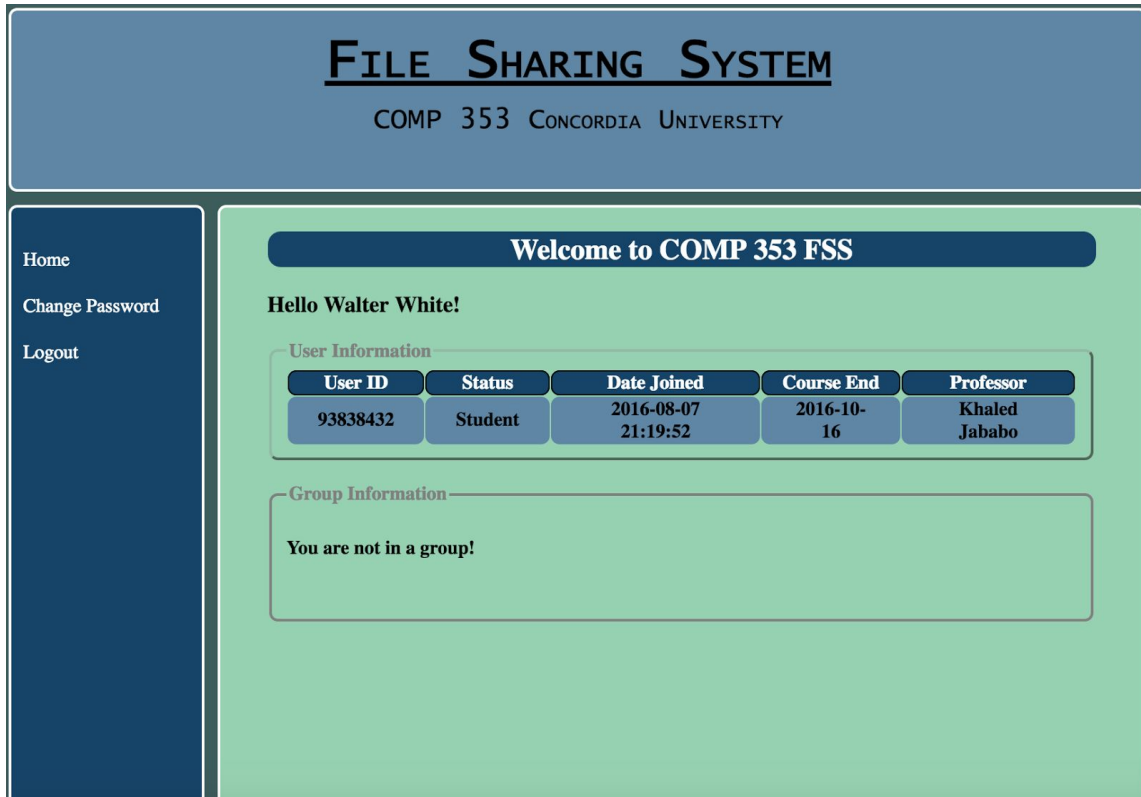 File Sharing System
COMP 353 Concordia University
Home
Change Password
Logout
Welcome to COMP 353 FSS
Hello Walter White!
User Information
User ID Status Date Joined Course End Professor
93838432 Student 2016-08-07 21:19:52 2016-10-16 Khaled Jababo
Group Information
You are not in a group!